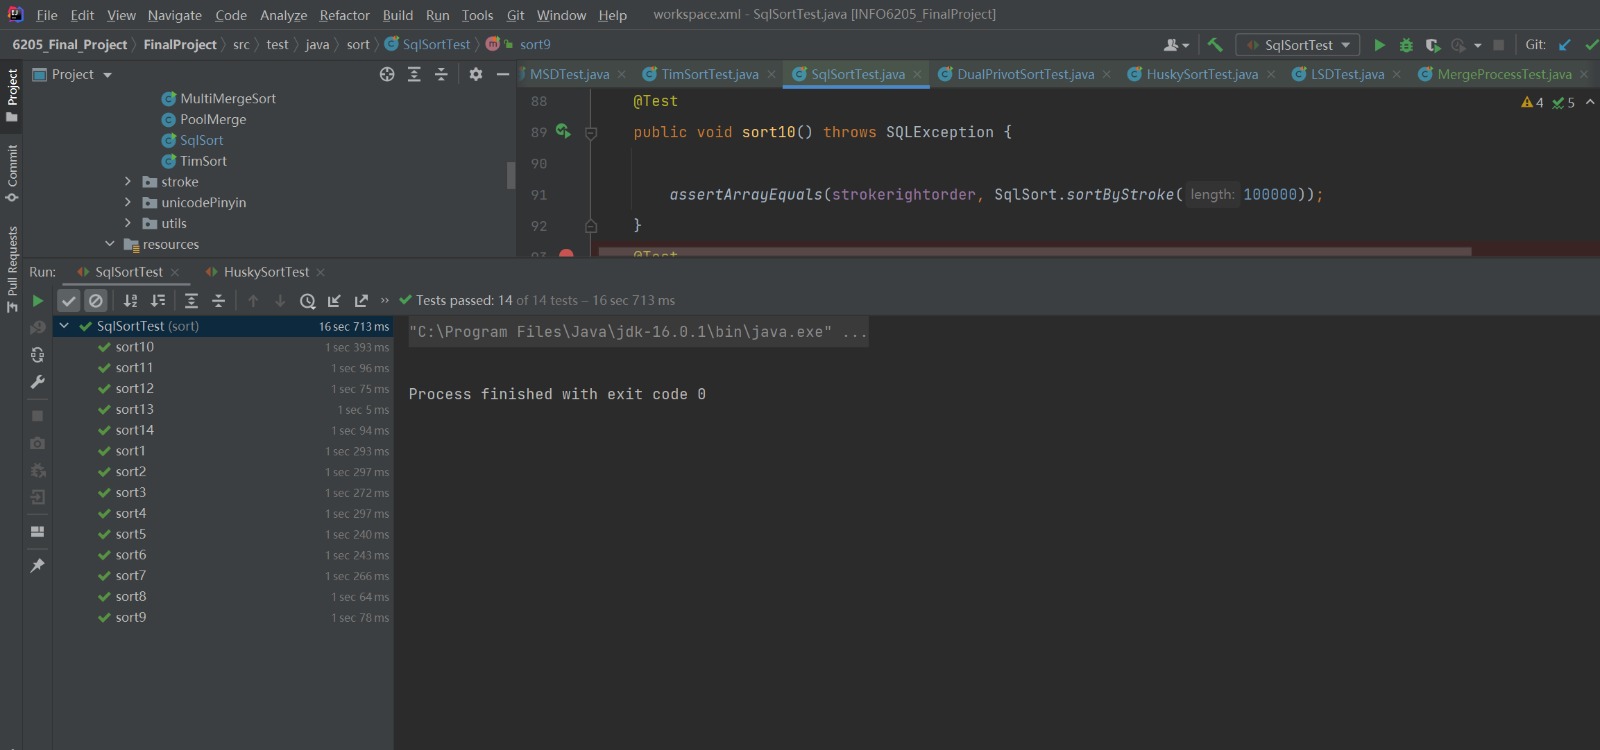 File Edit View Navigate Code Analyze Refactor Build Run Tools Git Window Help workspace.xml - SqlSortTest.java [INFO6205_FinalProject]
6205_Final_Project FinalProject src test java sort SqlSortTest sort9 SqlSortTest Git:
Project MSDTest.java TimSortTest.java SqlSortTest.java DualPrivotSortTest.java HuskySortTest.java LSDTest.java MergeProcessTest.java
Project
Commit
Pull Requests
MultiMergeSort
PoolMerge
SqlSort
TimSort
stroke
unicodePinyin
utils
resources
88 @Test
4 5
89 public void sort10() throws SQLException {
90
91 assertArrayEquals(strokerightorder, SqlSort.sortByStroke( length: 100000));
92 }
93 @Test
Run: SqlSortTest HuskySortTest
Tests passed: 14 of 14 tests – 16 sec 713 ms
SqlSortTest (sort) 16 sec 713 ms
sort10 1 sec 393 ms
sort11 1 sec 96 ms
sort12 1 sec 75 ms
sort13 1 sec 5 ms
sort14 1 sec 94 ms
sort1 1 sec 293 ms
sort2 1 sec 297 ms
sort3 1 sec 272 ms
sort4 1 sec 297 ms
sort5 1 sec 240 ms
sort6 1 sec 243 ms
sort7 1 sec 266 ms
sort8 1 sec 64 ms
sort9 1 sec 78 ms
"C:\Program Files\Java\jdk-16.0.1\bin\java.exe" ...
Process finished with exit code 0